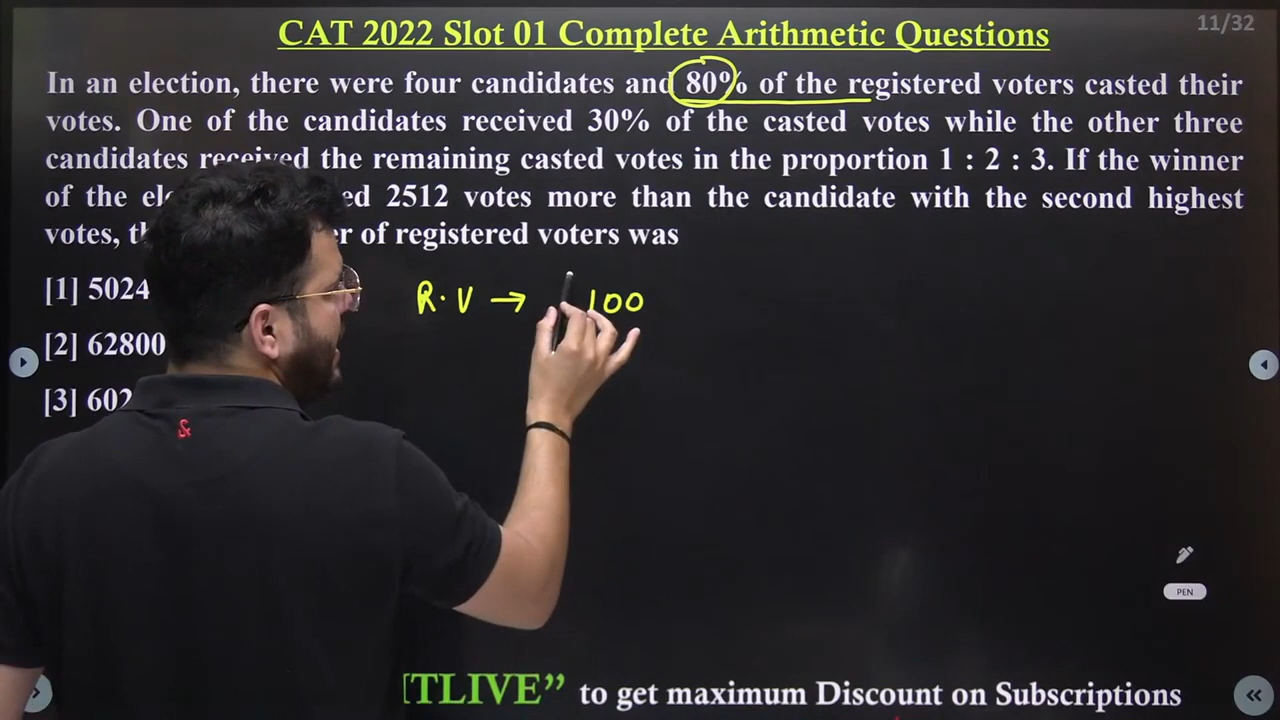 11/32
CAT 2022 Slot 01 Complete Arithmetic Questions
In an election, there were four candidates and 80% of the registered voters casted their
votes. One of the candidates received 30% of the casted votes while the other three
candidates received the remaining casted votes in the proportion 1 : 2 : 3. If the winner
of the 2512 votes more than the candidate with the second highest
votes, of registered voters was
[1] 5024
R.V → 100
[2] 62800
[3] 602
&
PEN
TLIVE” to get maximum Discount on Subscriptions